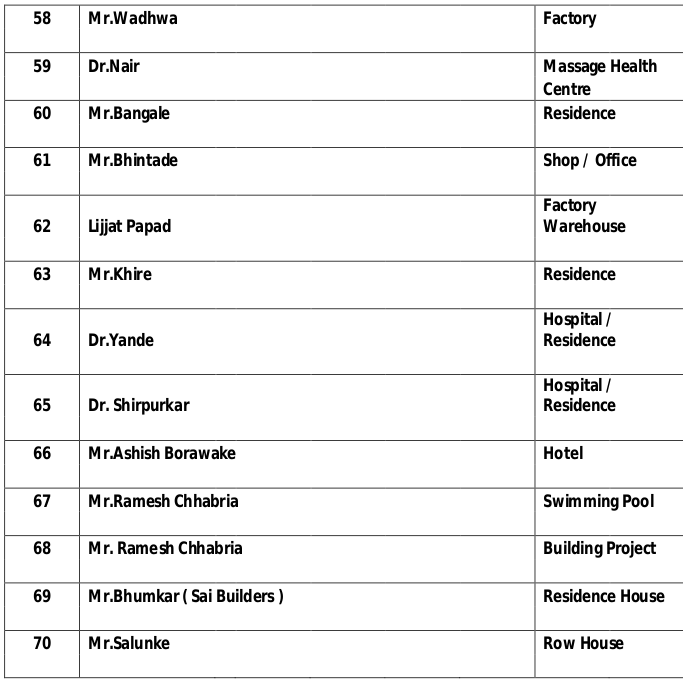 58 Mr.Wadhwa Factory
59 Dr.Nair Massage Health
Centre
60 Mr.Bangale Residence
61 Mr.Bhintade Shop / Office
Factory
62 Lijjat Papad Warehouse
63 Mr.Khire Residence
Hospital /
64 Dr.Yande Residence
Hospital /
65 Dr. Shirpurkar Residence
66 Mr.Ashish Borawake Hotel
67 Mr.Ramesh Chhabria Swimming Pool
68 Mr. Ramesh Chhabria Building Project
69 Mr.Bhumkar ( Sai Builders ) Residence House
70 Mr.Salunke Row House